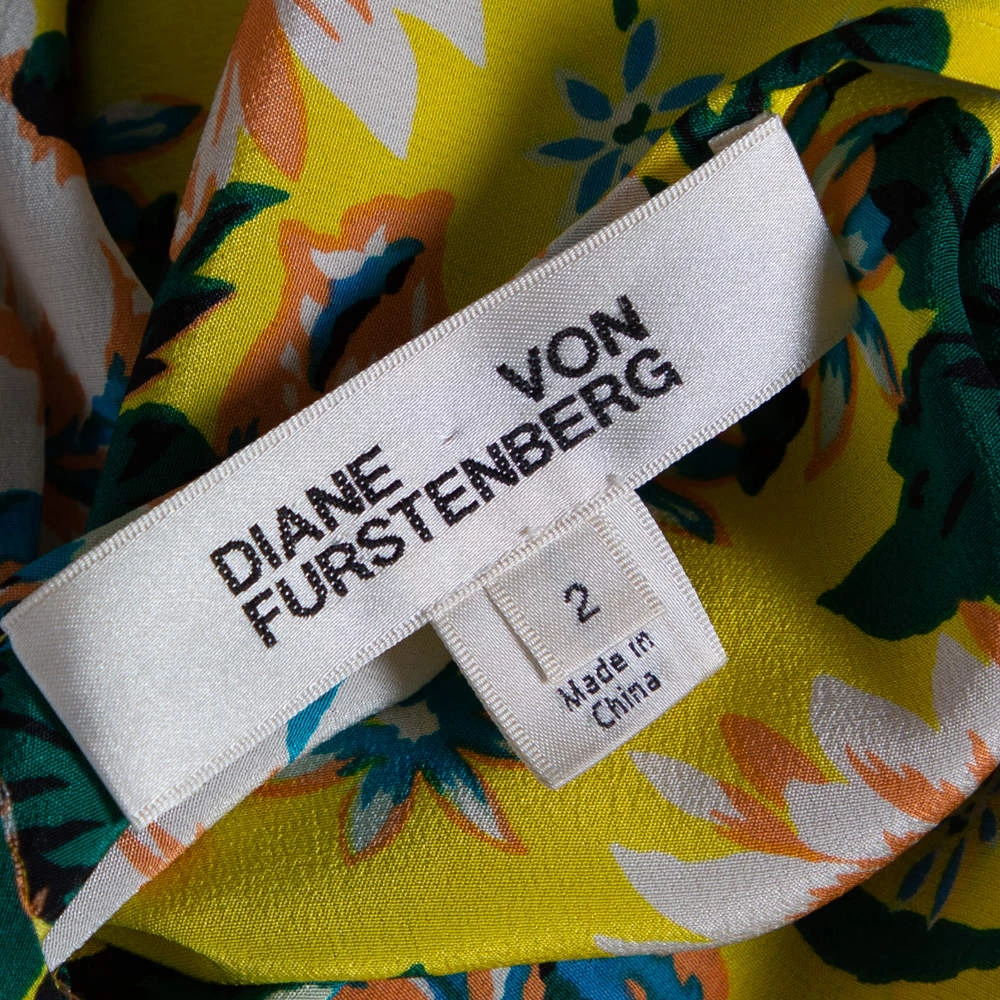 DIANE VON
FURSTENBERG
2
Made in
China